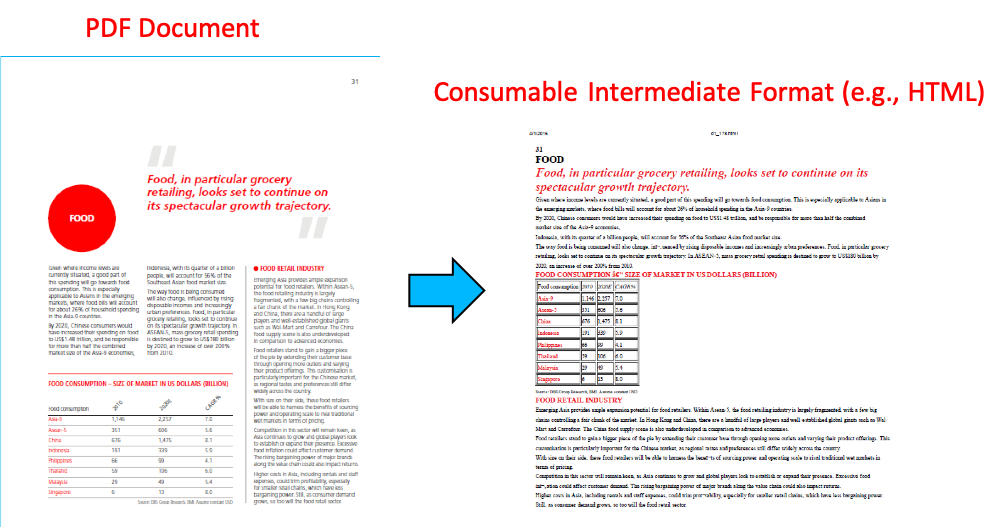 PDF Document
31
Food, in particular grocery
retailing, looks set to continue on
its spectacular growth trajectory.
FOOD
Given where income levels are
currently situated, a good part of
this spending will go towards food
consumption. This is especially
applicable to Asians in the emerging
markets, where food bills will account
for about 26% of household spending
in the Asia-9 countries.
By 2020, Chinese consumers would
have increased their spending on food
to US$1.48 trillion, and be responsible
for more than half the combined
market size of the Asia-9 economies,
Indonesia, with its quarter of a billion
people, will account for 56% of the
Southeast Asian food market size.
The way food is being consumed
will also change, influenced by rising
disposable incomes and increasingly
urban preferences. Food, in particular
grocery retailing, looks set to continue
on its spectacular growth trajectory. In
ASEAN-5, mass grocery retail spending
is destined to grow to US$180 billion
by 2020, an increase of over 200%
from 2010.
FOOD RETAIL INDUSTRY
Emerging Asia provides ample expansion
potential for food retailers. Within Asean-5,
the food retailing industry is largely
fragmented, with a few big chains controlling
a fair chunk of the market. In Hong Kong
and China, there are a handful of large
players and well-established global giants
such as Wal-Mart and Carrefour. The China
food supply scene is also underdeveloped
in comparison to advanced economies.
Food retailers stand to gain a bigger piece
of the pie by extending their customer base
through opening more outlets and varying
their product offerings. This customisation is
particularly important for the Chinese market,
as regional tastes and preferences still differ
widely across the country.
With size on their side, these food retailers
will be able to harness the benefits of sourcing
power and operating scale to rival traditional
wet markets in terms of pricing.
Competition in this sector will remain keen, as
Asia continues to grow and global players look
to establish or expand their presence. Excessive
food inflation could affect customer demand.
The rising bargaining power of major brands
along the value chain could also impact returns.
Higher costs in Asia, including rentals and staff
expenses, could trim profitability, especially
for smaller retail chains, which have less
bargaining power. Still, as consumer demand
grows, so too will the food retail sector.
FOOD CONSUMPTION – SIZE OF MARKET IN US DOLLARS (BILLION)
Food consumption 2010 2020E CAGR%
Asia-9 1,146 2,257 7.0
Asean-5 351 606 5.6
China 676 1,475 8.1
Indonesia 191 339 5.9
Philippines 66 99 4.1
Thailand 59 106 6.0
Malaysia 29 49 5.4
Singapore 6 13 8.0
Source: DBS Group Research, BMI. Assume constant USD
Consumable Intermediate Format (e.g., HTML)
4/1/2016
31
FOOD
Food, in particular grocery retailing, looks set to continue on its
spectacular growth trajectory.
Given where income levels are currently situated, a good part of this spending will go towards food consumption. This is especially applicable to Asians in
the emerging markets, where food bills will account for about 26% of household spending in the Asia-9 countries.
By 2020, Chinese consumers would have increased their spending on food to US$1.48 trillion, and be responsible for more than half the combined
market size of the Asia-9 economies,
Indonesia, with its quarter of a billion people, will account for 56% of the Southeast Asian food market size.
The way food is being consumed will also change, uenced by rising disposable incomes and increasingly urban preferences. Food, in particular grocery
retailing, looks set to continue on its spectacular growth trajectory. In ASEAN-5, mass grocery retail spending is destined to grow to US$180 billion by
2020, an increase of over 200% from 2010.
FOOD CONSUMPTION â€“ SIZE OF MARKET IN US DOLLARS (BILLION)
Food consumption 2010 2020E CAGR%
Asia-9 1,146 2,257 7.0
Asean-5 351 606 5.6
China 676 1,475 8.1
Indonesia 191 339 5.9
Philippines 66 99 4.1
Thailand 59 106 6.0
Malaysia 29 49 5.4
Singapore 6 13 8.0
Source: DBS Group Research, BMI. Assume constant USD
FOOD RETAIL INDUSTRY
Emerging Asia provides ample expansion potential for food retailers. Within Asean-5, the food retailing industry is largely fragmented, with a few big
chains controlling a fair chunk of the market. In Hong Kong and China, there are a handful of large players and well-established global giants such as Wal-
Mart and Carrefour. The China food supply scene is also underdeveloped in comparison to advanced economies.
Food retailers stand to gain a bigger piece of the pie by extending their customer base through opening more outlets and varying their product offerings. This
customisation is particularly important for the Chinese market, as regional tastes and preferences still differ widely across the country.
With size on their side, these food retailers will be able to harness the of sourcing power and operating scale to rival traditional wet markets in
terms of pricing.
Competition in this sector will remain keen, as Asia continues to grow and global players look to establish or expand their presence. Excessive food
could affect customer demand. The rising bargaining power of major brands along the value chain could also impact returns.
Higher costs in Asia, including rentals and staff expenses, could trim especially for smaller retail chains, which have less bargaining power.
Still, as consumer demand grows, so too will the food retail sector.